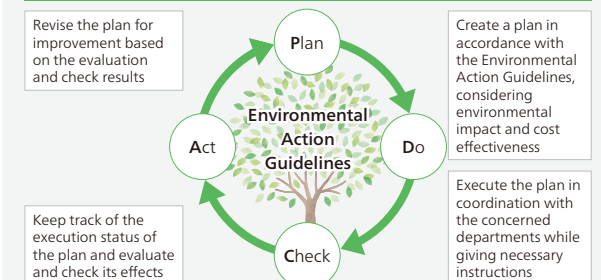 Revise the plan for
improvement based
on the evaluation
and check results
Plan
Create a plan in
accordance with
the Environmental
Action Guidelines,
considering
environmental
impact and cost
effectiveness
Act
Environmental
Action
Guidelines
Do
Keep track of the
execution status of
the plan and evaluate
and check its effects
Check
Execute the plan in
coordination with
the concerned
departments while
giving necessary
instructions